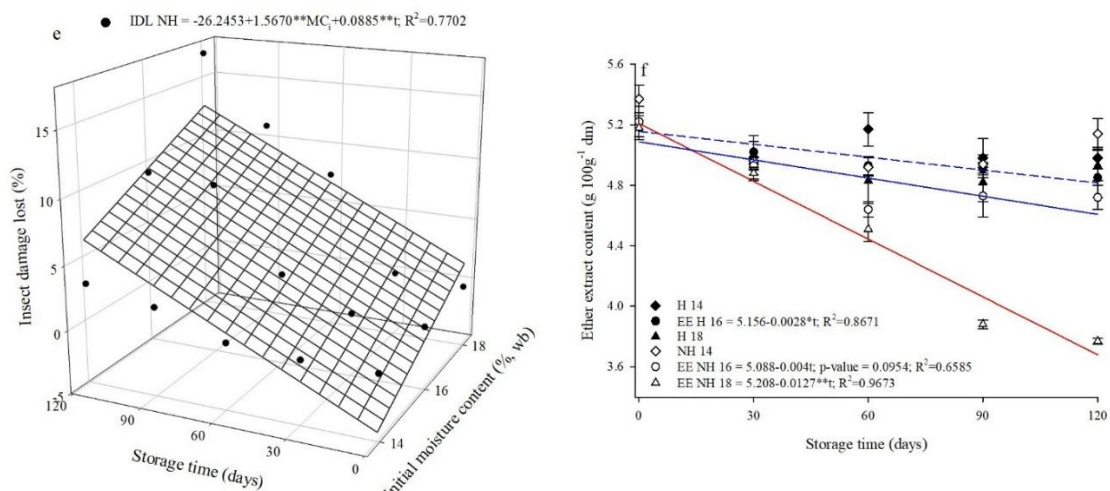 e
IDL NH = -26.2453+1.5670**MCᵢ+0.0885**t; R²=0.7702
Insect damage lost (%)
15
10
5
0
-5
120
90
60
30
0
Storage time (days)
14
16
18
nitial moisture content (%, wb)
f
Ether extract content (g 100g⁻¹ dm)
5.6
5.2
4.8
4.4
4.0
3.6
H 14
EE H 16 = 5.156-0.0028*t; R²=0.8671
H 18
NH 14
EE NH 16 = 5.088-0.004t; p-value = 0.0954; R²=0.6585
EE NH 18 = 5.208-0.0127**t; R²=0.9673
0
30
60
90
120
Storage time (days)